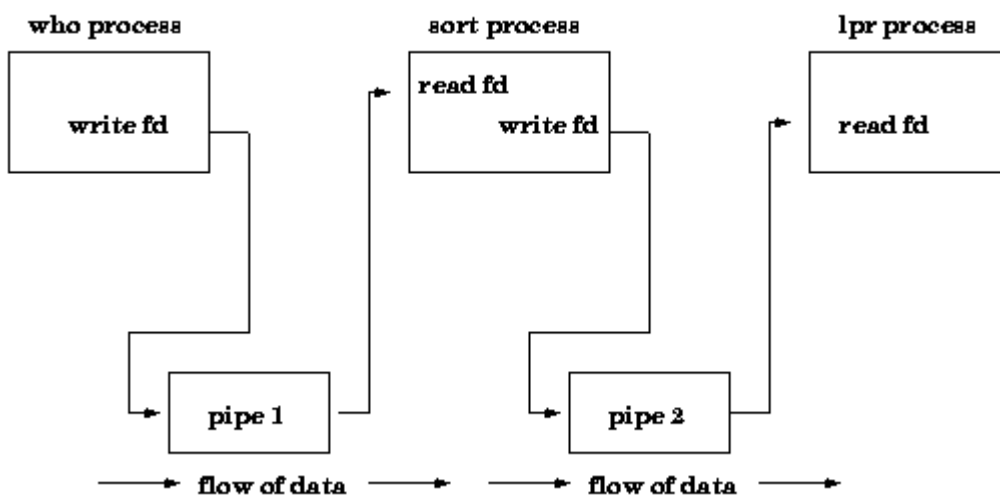 who process
sort process
lpr process
write fd
read fd
write fd
read fd
pipe 1
pipe 2
flow of data
flow of data